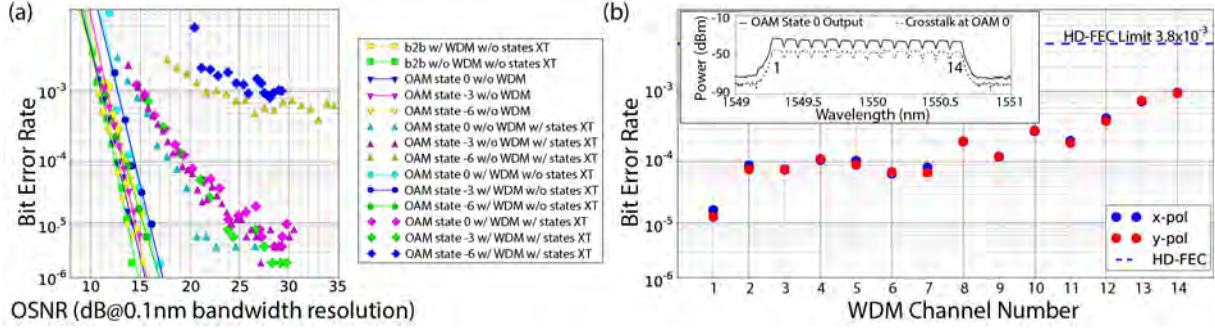 (a)
Bit Error Rate
10-3
10-4
10-5
10-6
10 15 20 25 30 35
OSNR (dB@0.1nm bandwidth resolution)
b2b w/ WDM w/o states XT
b2b w/o WDM w/o states XT
OAM state 0 w/o WDM
OAM state -3 w/o WDM
OAM state -6 w/o WDM
OAM state 0 w/o WDM w/ states XT
OAM state -3 w/o WDM w/ states XT
OAM state -6 w/o WDM w/ states XT
OAM state 0 w/ WDM w/o states XT
OAM state -3 w/ WDM w/o states XT
OAM state -6 w/ WDM w/o states XT
OAM state 0 w/ WDM w/ states XT
OAM state -3 w/ WDM w/ states XT
OAM state -6 w/ WDM w/ states XT
(b)
Bit Error Rate
10-3
10-4
10-5
10-6
HD-FEC Limit 3.8x10-3
OAM State 0 Output
Crosstalk at OAM 0
Power (dBm)
-10
-50
-90
1 14
1549 1549.5 1550 1550.5 1551
Wavelength (nm)
x-pol
y-pol
HD-FEC
1 2 3 4 5 6 7 8 9 10 11 12 13 14
WDM Channel Number